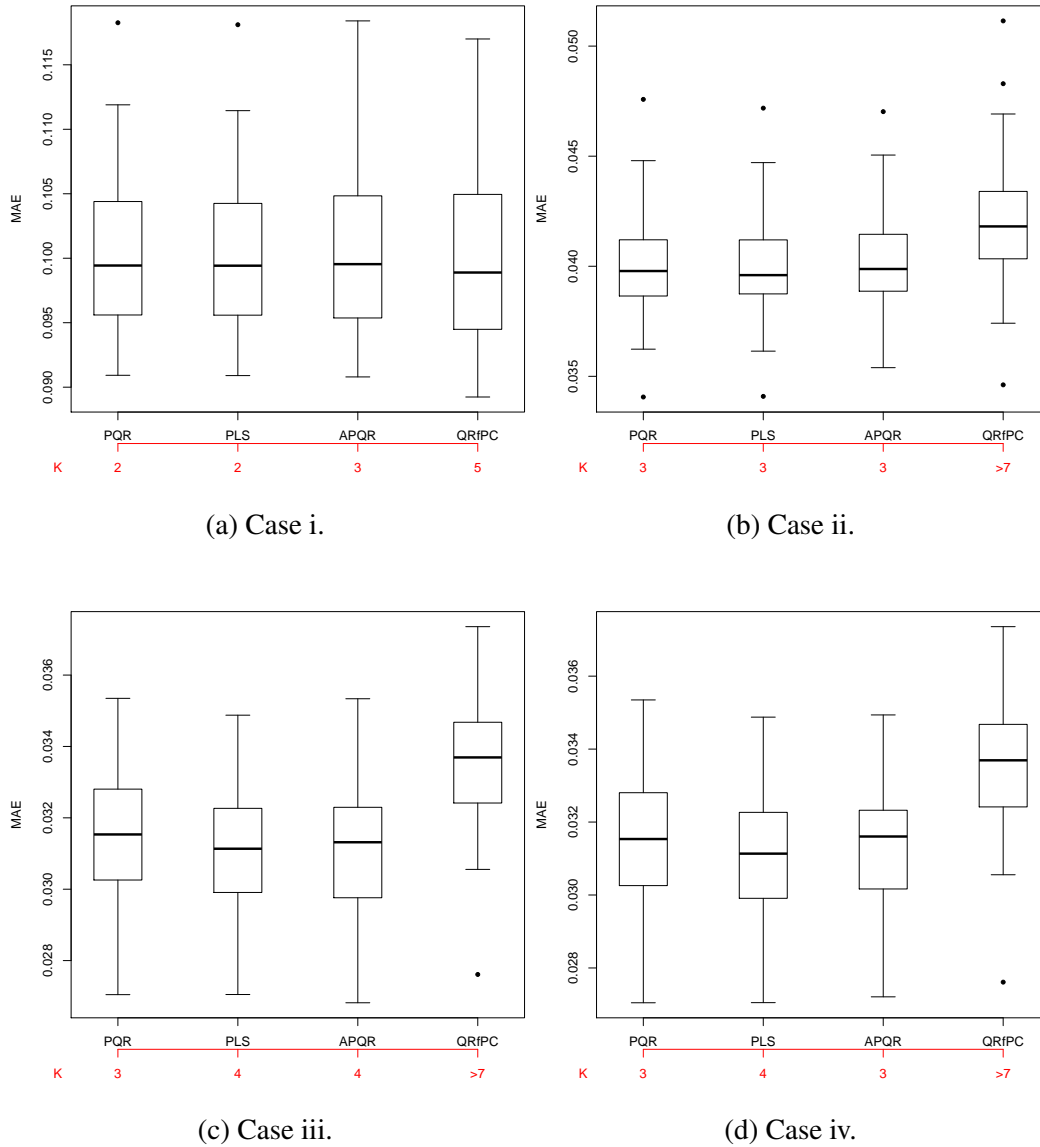 MAE
0.090 0.095 0.100 0.105 0.110 0.115
PQR PLS APQR QRfPC
K 2 2 3 5
(a) Case i.
MAE
0.035 0.040 0.045 0.050
PQR PLS APQR QRfPC
K 3 3 3 >7
(b) Case ii.
MAE
0.028 0.030 0.032 0.034 0.036
PQR PLS APQR QRfPC
K 3 4 4 >7
(c) Case iii.
MAE
0.028 0.030 0.032 0.034 0.036
PQR PLS APQR QRfPC
K 3 4 3 >7
(d) Case iv.